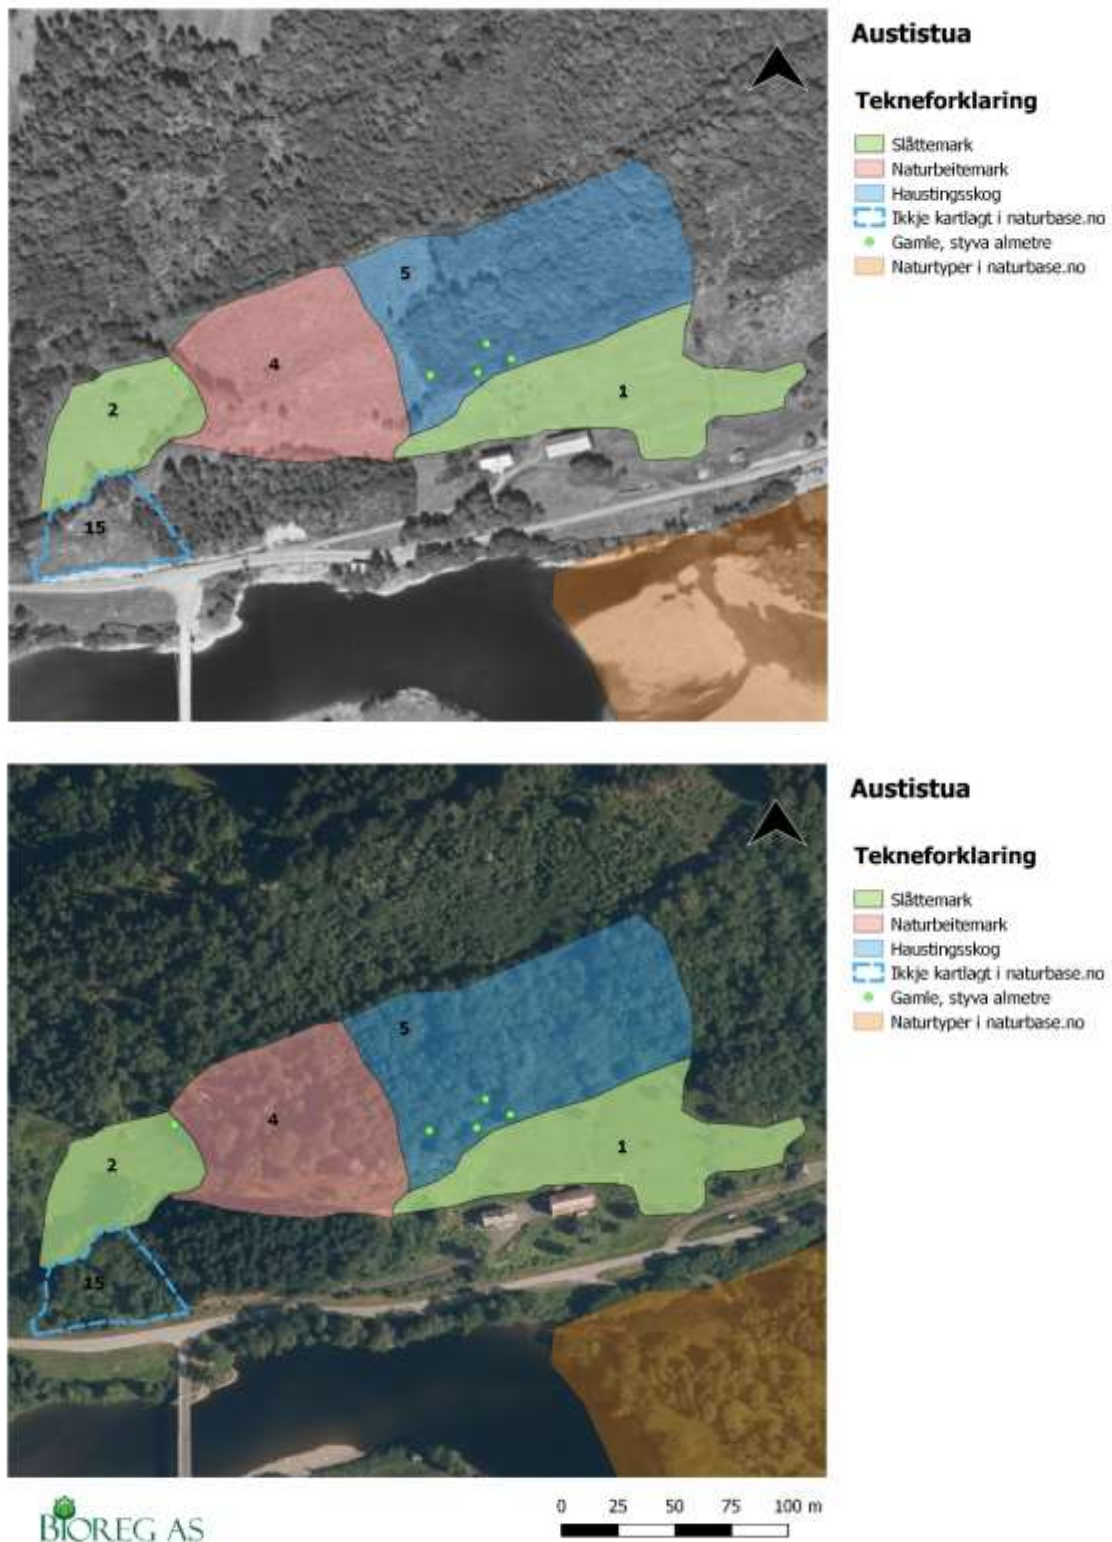 Austistua
Tekneforklaring
Slåttemark
Naturbeitemark
Haustingsskog
Ikkje kartlagt i naturbase.no
Gamle, styva almetre
Naturtyper i naturbase.no
5
4
2
1
15
Austistua
Tekneforklaring
Slåttemark
Naturbeitemark
Haustingsskog
Ikkje kartlagt i naturbase.no
Gamle, styva almetre
Naturtyper i naturbase.no
5
4
2
1
15
BIOREG AS
0 25 50 75 100 m